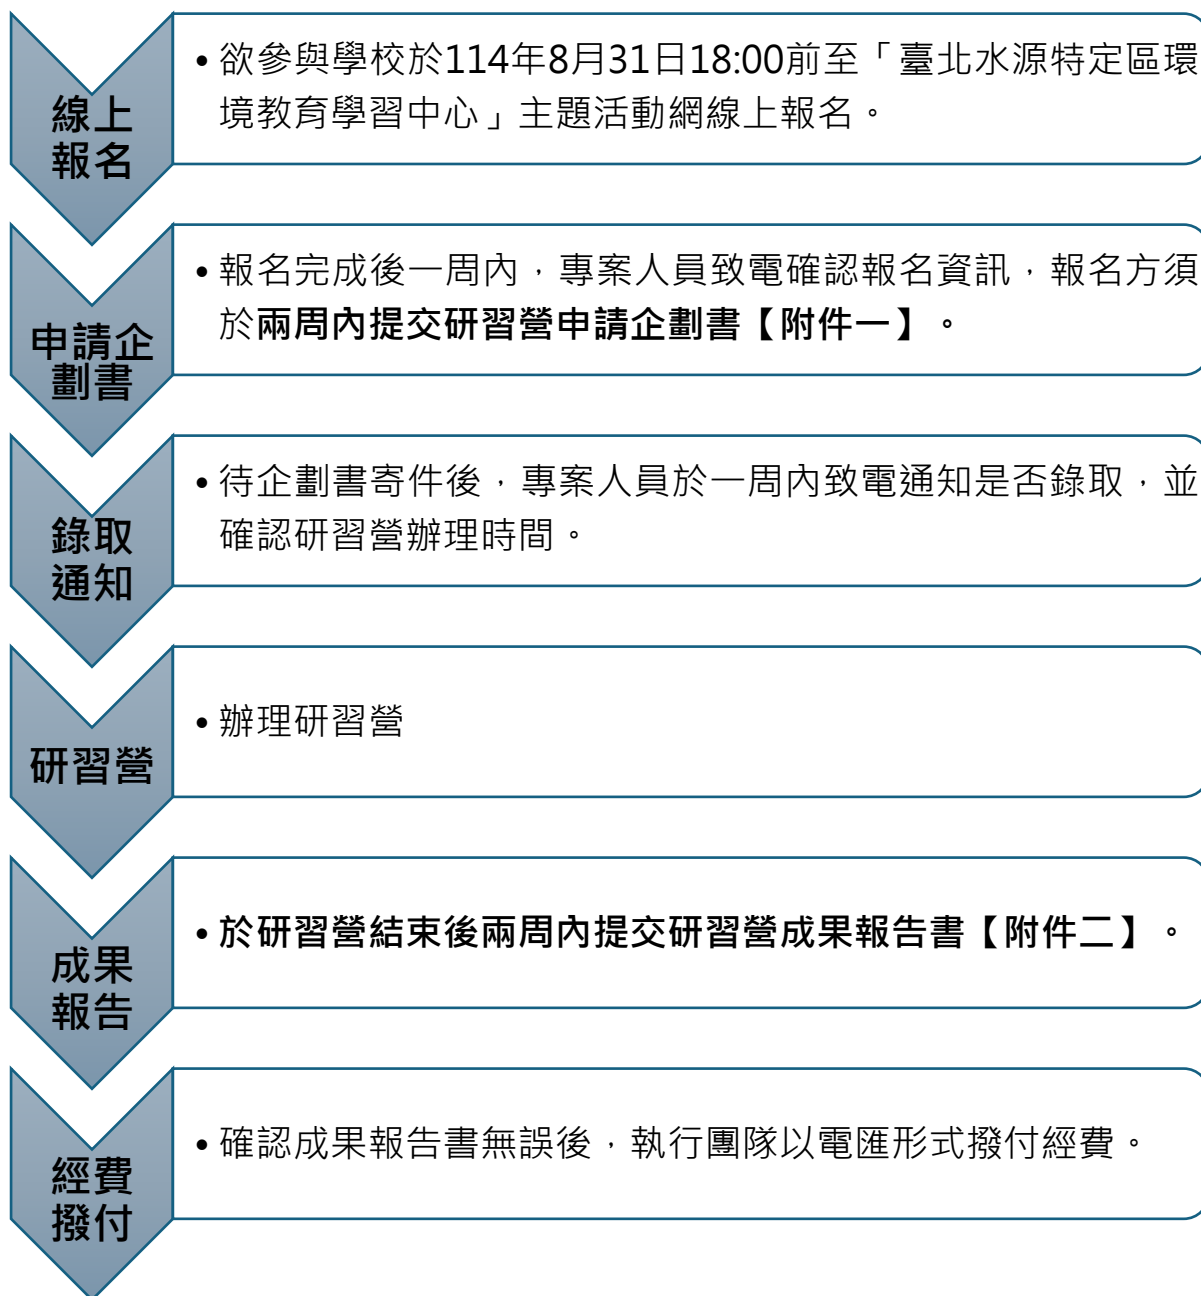 線上
報名
• 欲參與學校於114年8月31日18:00前至「臺北水源特定區環
境教育學習中心」主題活動網線上報名。
申請企
劃書
• 報名完成後一周內，專案人員致電確認報名資訊，報名方須
於兩周內提交研習營申請企劃書【附件一】。
錄取
通知
• 待企劃書寄件後，專案人員於一周內致電通知是否錄取，並
確認研習營辦理時間。
研習營
• 辦理研習營
成果
報告
• 於研習營結束後兩周內提交研習營成果報告書【附件二】。
經費
撥付
• 確認成果報告書無誤後，執行團隊以電匯形式撥付經費。